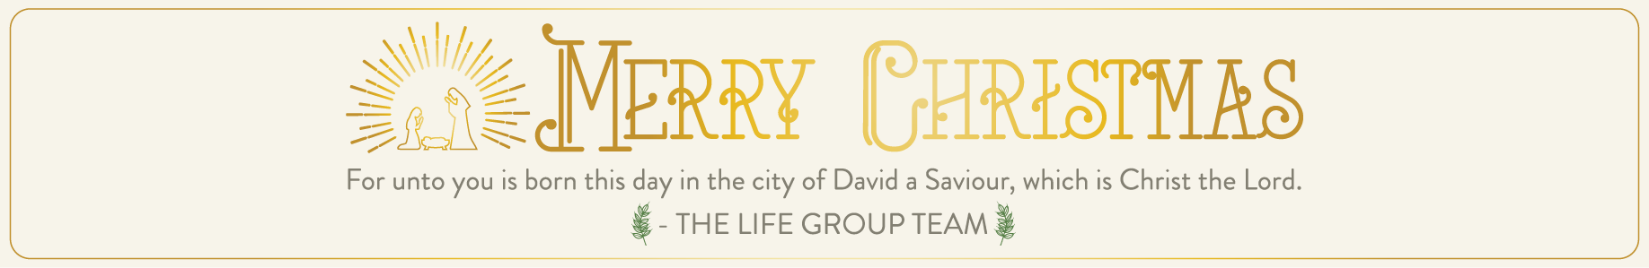 MERRY CHRISTMAS
For unto you is born this day in the city of David a Saviour, which is Christ the Lord.
- THE LIFE GROUP TEAM